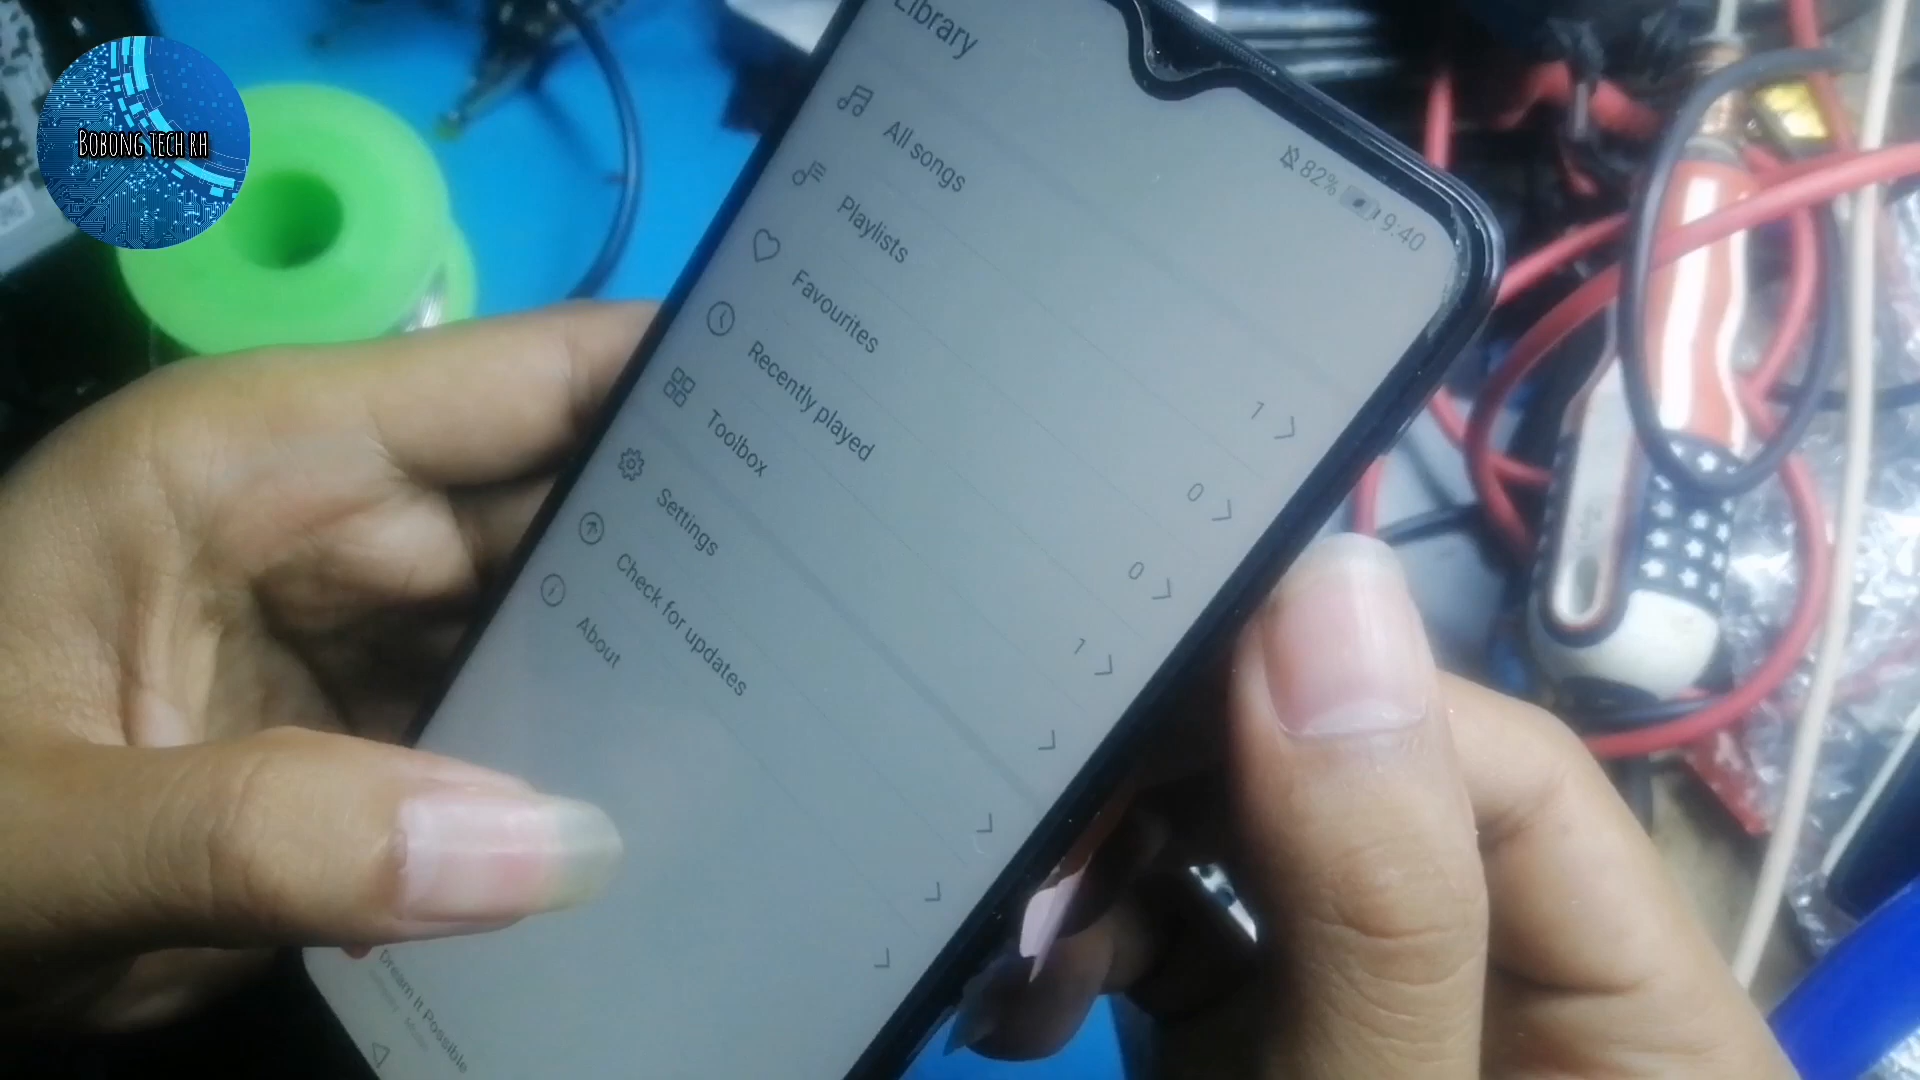 BOBONG TECH RH
Library
82% 9:40
All songs 1
Playlists 0
Favourites 0
Recently played 1
Toolbox
Settings
Check for updates
About
Dream It Possible